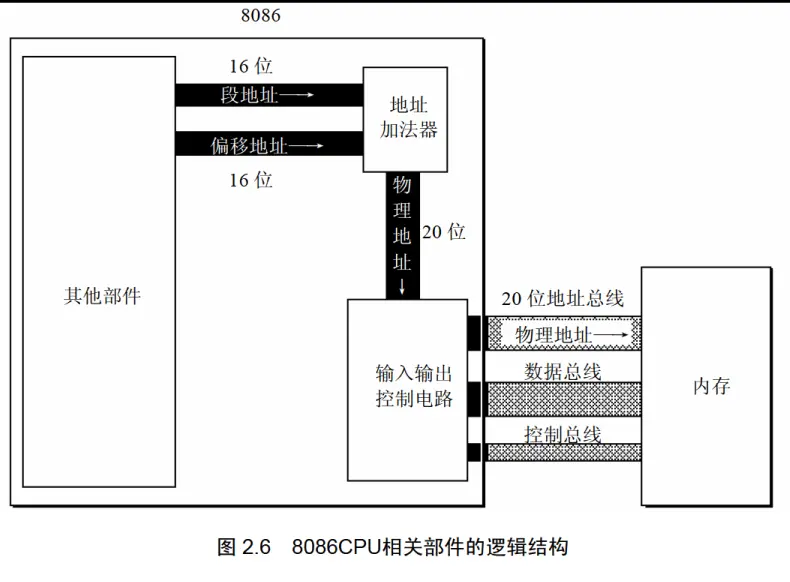 8086
16 位
段地址→
偏移地址→
16 位
地址
加法器
物理地址↓
20 位
其他部件
输入输出
控制电路
20 位地址总线
物理地址→
数据总线
控制总线
内存
图 2.6 8086CPU相关部件的逻辑结构